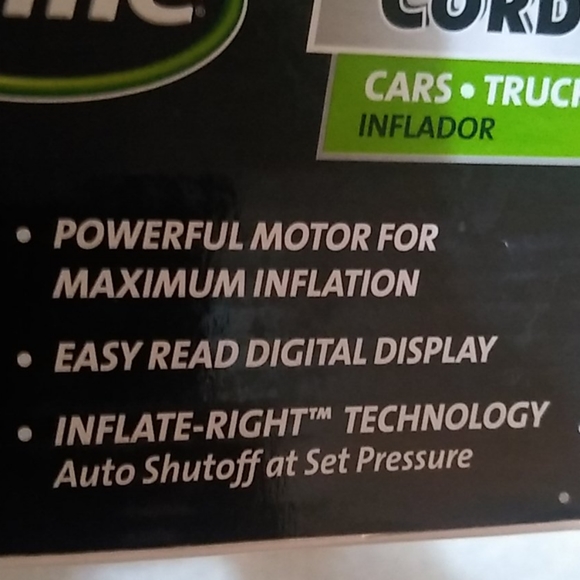 CARS • TRUCK
INFLADOR
• POWERFUL MOTOR FOR
MAXIMUM INFLATION
• EASY READ DIGITAL DISPLAY
• INFLATE-RIGHT™ TECHNOLOGY
Auto Shutoff at Set Pressure